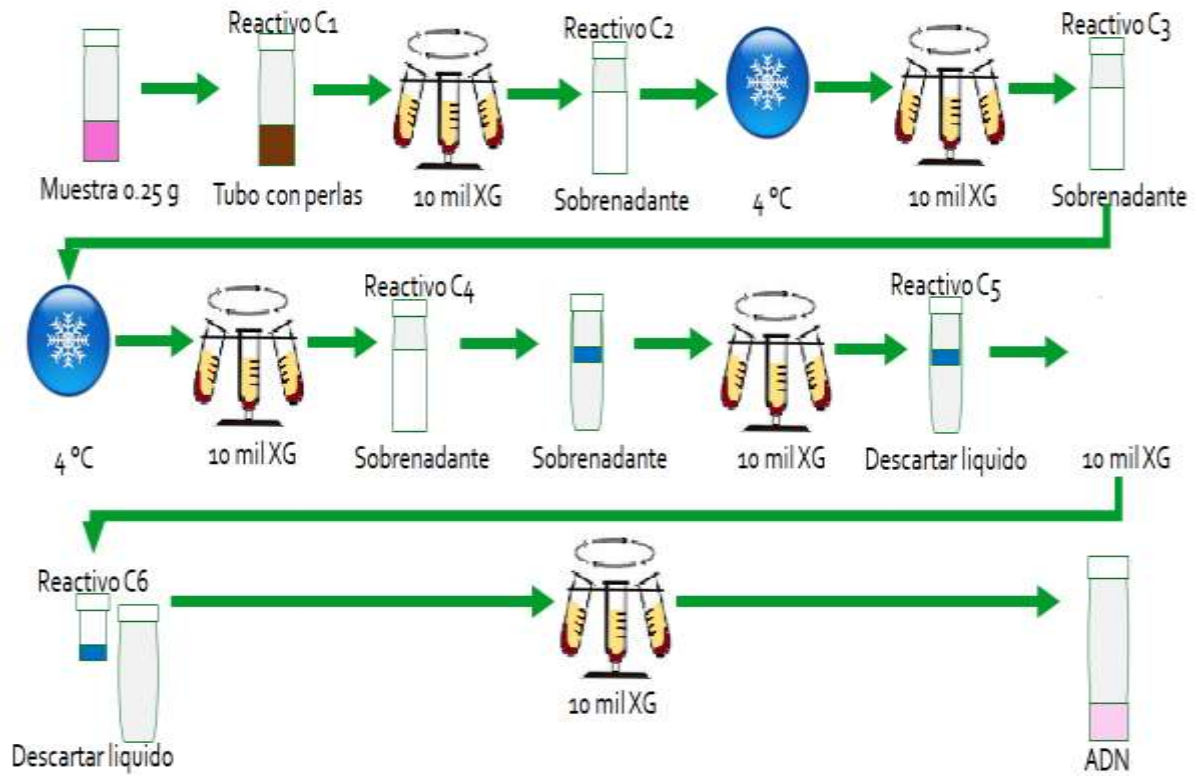 Reactivo C1
Reactivo C2
Reactivo C3
Muestra 0.25 g
Tubo con perlas
10 mil XG
Sobrenadante
4 ºC
10 mil XG
Sobrenadante
Reactivo C4
Reactivo C5
4 ºC
10 mil XG
Sobrenadante
Sobrenadante
10 mil XG
Descartar liquido
10 mil XG
Reactivo C6
10 mil XG
Descartar liquido
ADN